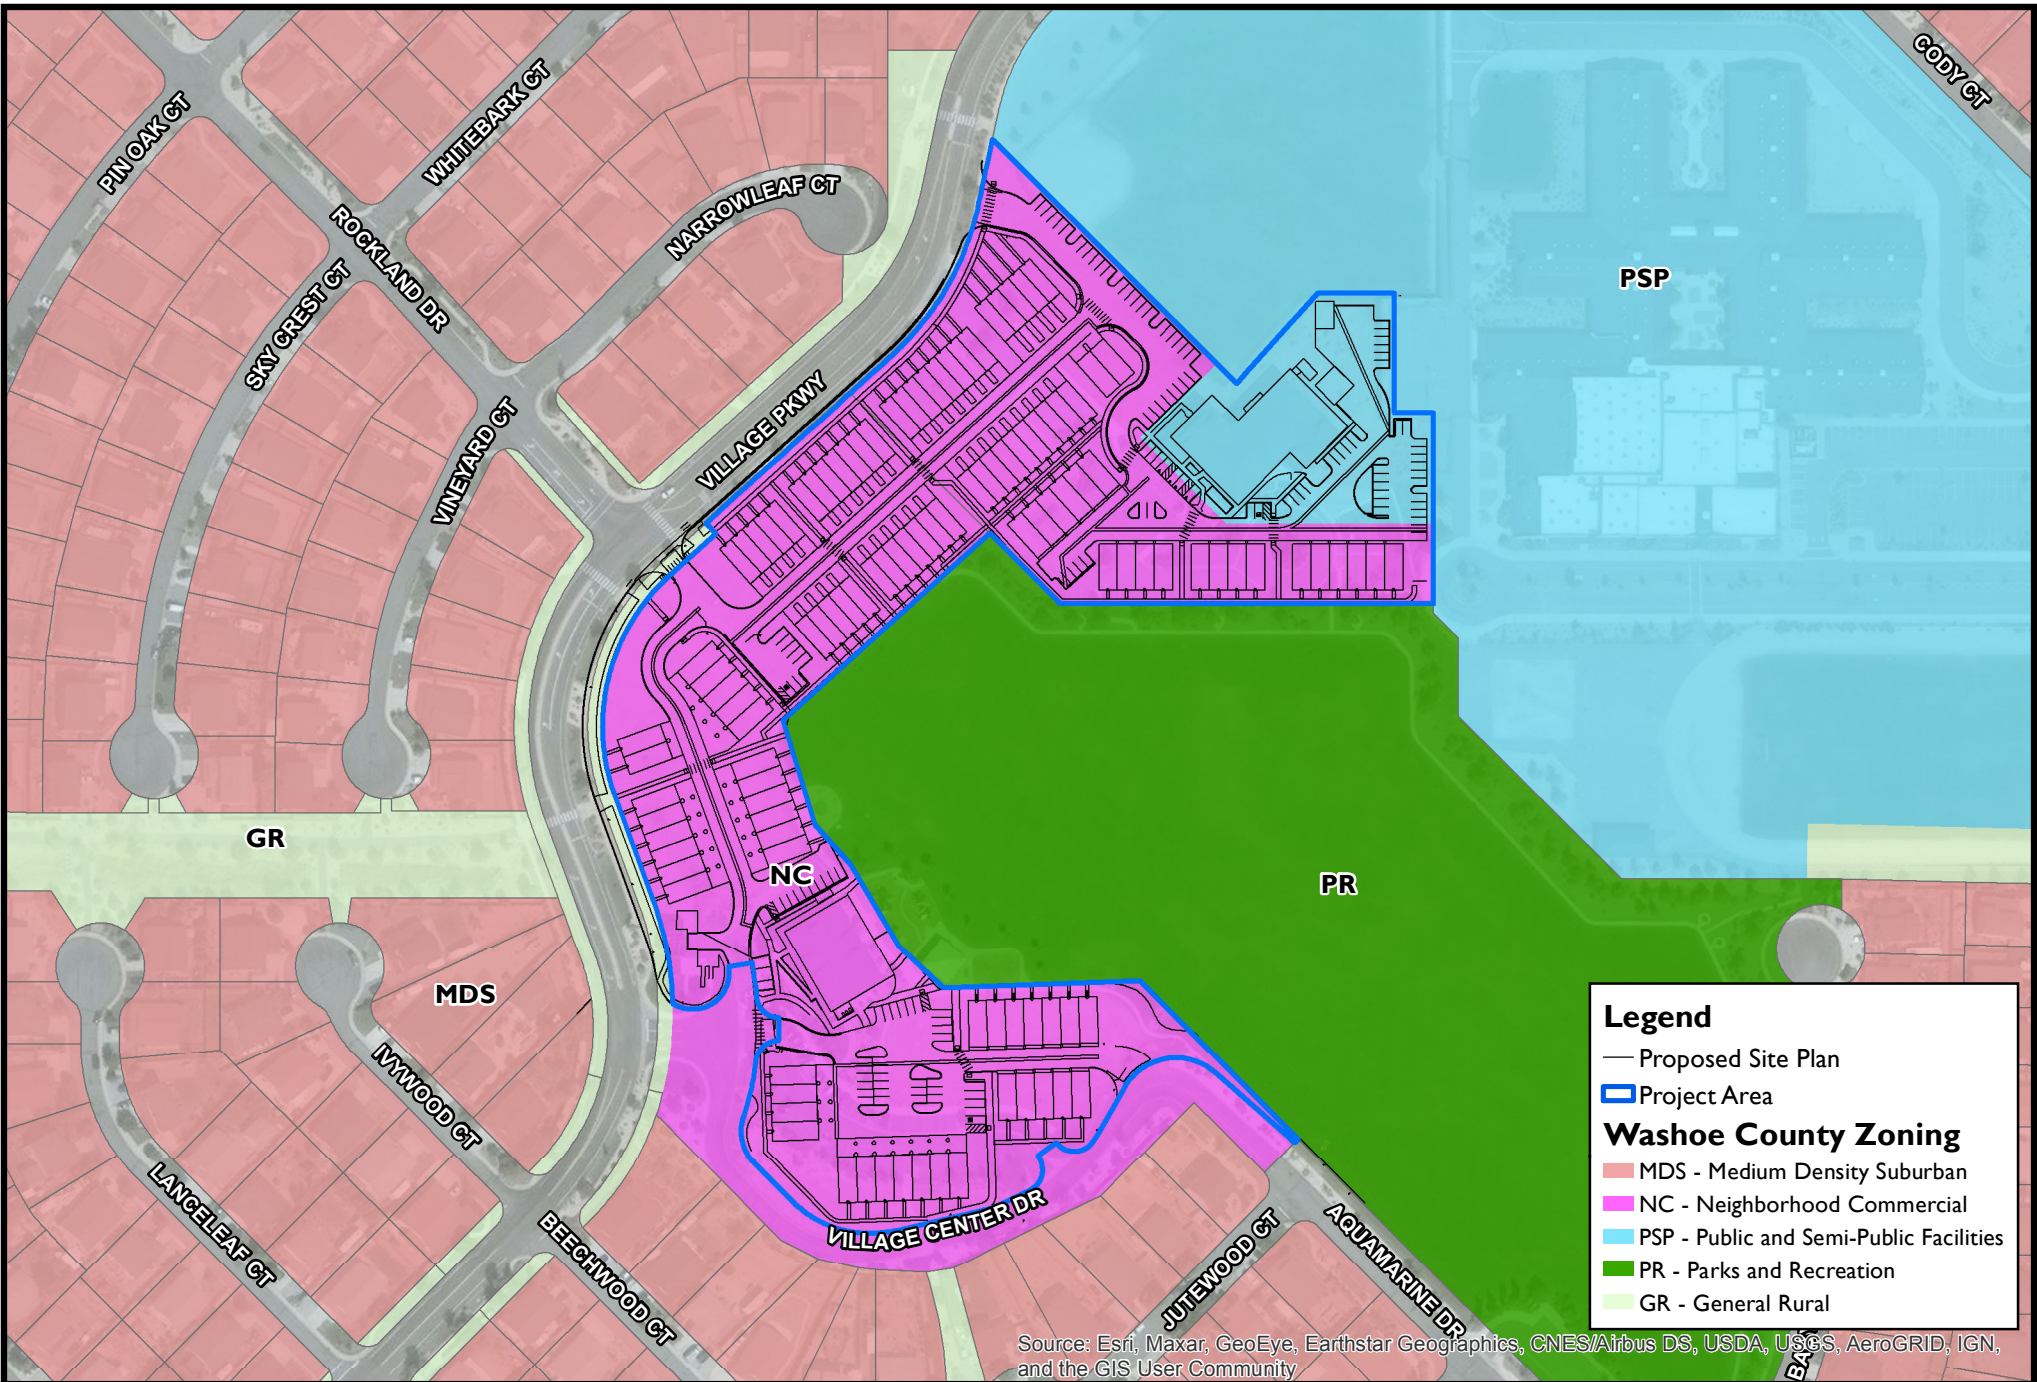 CODY CT
WHITEBARK CT
PIN OAK CT
NARROWLEAF CT
ROCKLAND DR
SKY CREST CT
PSP
VILLAGE PKWY
VINEYARD CT
GR
NC
PR
MDS
IVYWOOD CT
LANCELEAF CT
BEECHWOOD CT
VILLAGE CENTER DR
JUTEWOOD CT
AQUAMARINE DR
Legend
Proposed Site Plan
Project Area
Washoe County Zoning
MDS - Medium Density Suburban
NC - Neighborhood Commercial
PSP - Public and Semi-Public Facilities
PR - Parks and Recreation
GR - General Rural
Source: Esri, Maxar, GeoEye, Earthstar Geographics, CNES/Airbus DS, USDA, USGS, AeroGRID, IGN,
and the GIS User Community